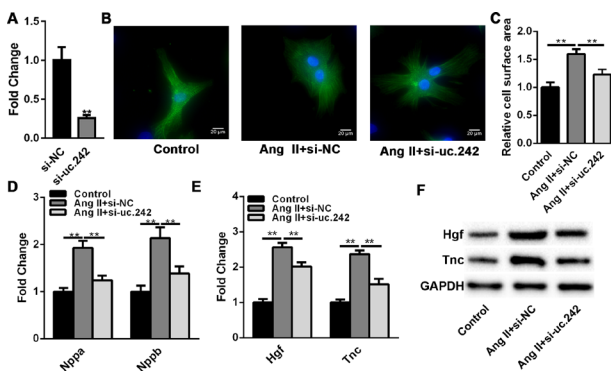 A
Fold Change
1.5
1.0
0.5
0.0
**
si-NC
si-uc.242
B
20 μm
20 μm
20 μm
Control
Ang II+si-NC
Ang II+si-uc.242
C
Relative cell surface area
2.0
1.5
1.0
0.5
0.0
** **
Control
Ang II+si-NC
Ang II+si-uc.242
D
Control
Ang II+si-NC
Ang II+si-uc.242
Fold Change
3
2
1
0
** ** ** **
Nppa
Nppb
E
Control
Ang II+si-NC
Ang II+si-uc.242
Fold Change
4
3
2
1
0
** ** ** **
Hgf
Tnc
F
Hgf
Tnc
GAPDH
Control
Ang II+si-NC
Ang II+si-uc.242